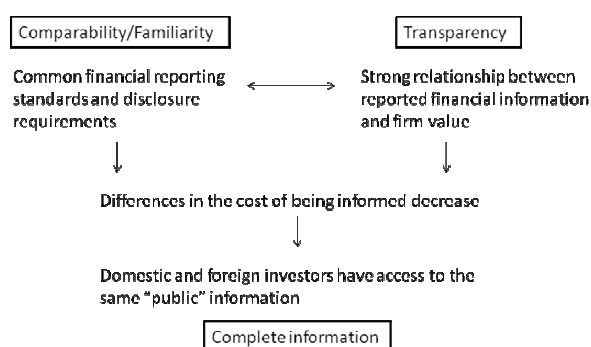 Comparability/Familiarity
Transparency
Common financial reporting
standards and disclosure
requirements
Strong relationship between
reported financial information
and firm value
Differences in the cost of being informed decrease
Domestic and foreign investors have access to the
same “public” information
Complete information